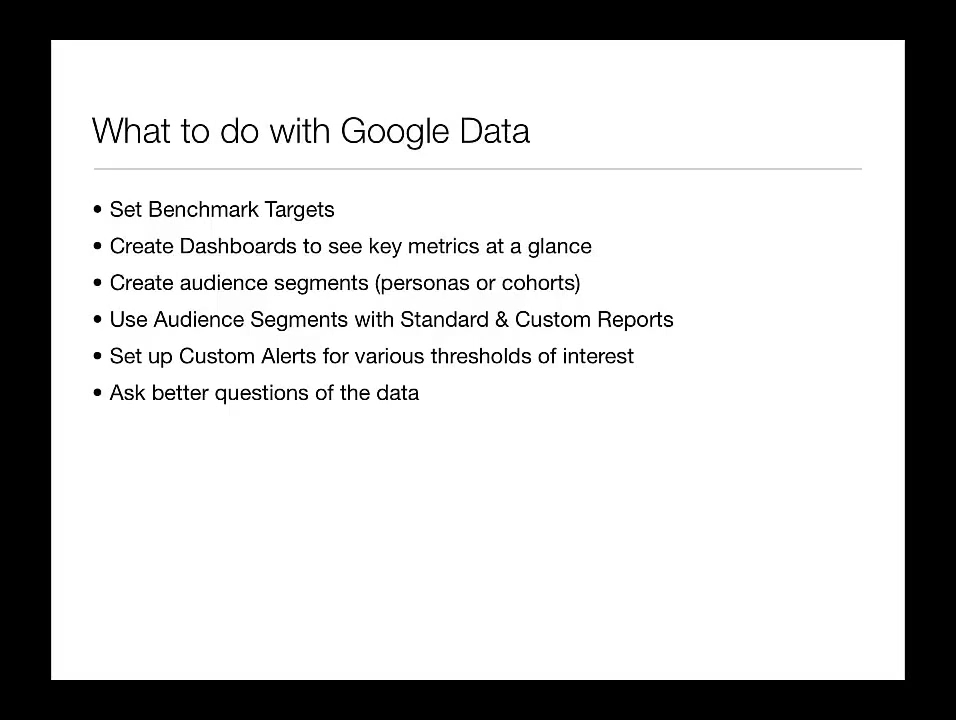 What to do with Google Data
• Set Benchmark Targets
• Create Dashboards to see key metrics at a glance
• Create audience segments (personas or cohorts)
• Use Audience Segments with Standard & Custom Reports
• Set up Custom Alerts for various thresholds of interest
• Ask better questions of the data